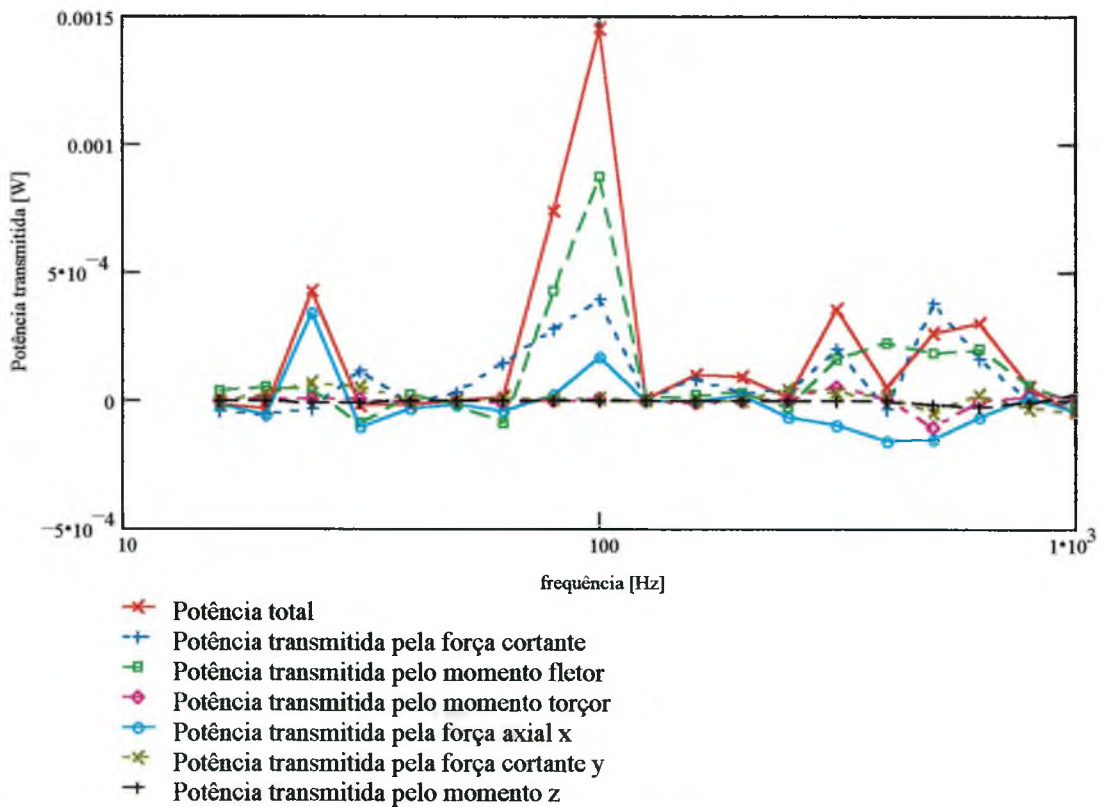 0.0015
0.001
5•10⁻⁴
0
−5•10⁻⁴
Potência transmitida [W]
10
100
1•10³
frequência [Hz]
Potência total
Potência transmitida pela força cortante
Potência transmitida pelo momento fletor
Potência transmitida pelo momento torçor
Potência transmitida pela força axial x
Potência transmitida pela força cortante y
Potência transmitida pelo momento z